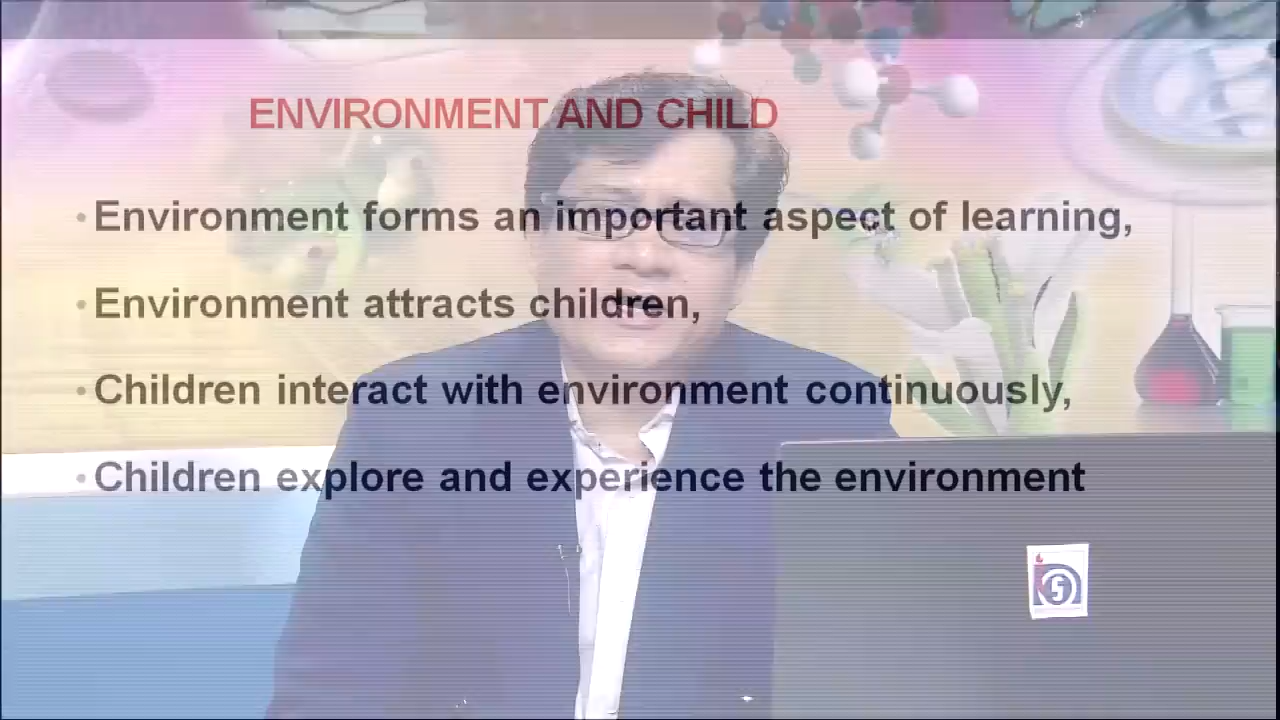 ENVIRONMENT AND CHILD
• Environment forms an important aspect of learning,
• Environment attracts children,
• Children interact with environment continuously,
• Children explore and experience the environment